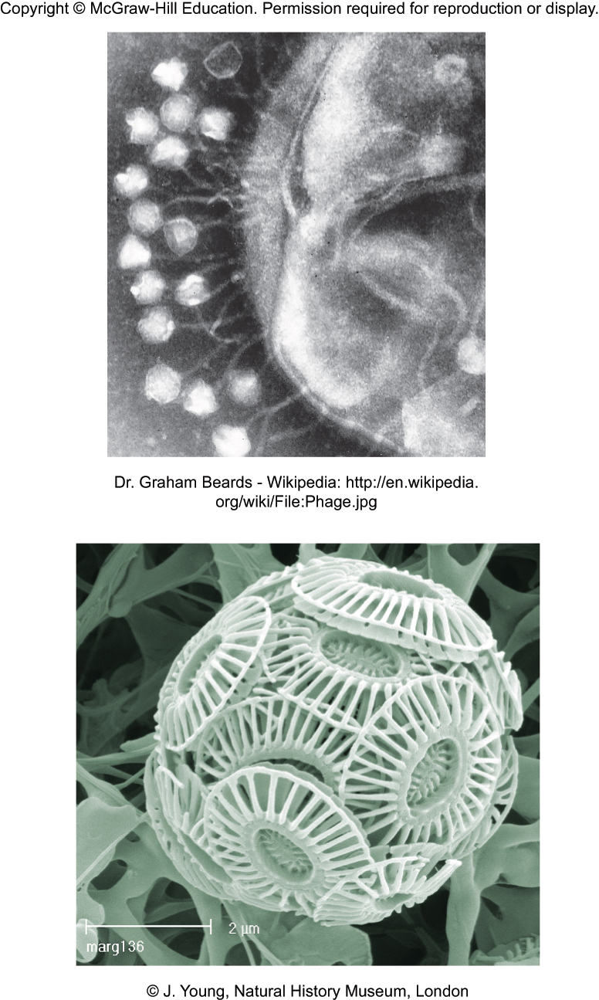 Copyright © McGraw-Hill Education. Permission required for reproduction or display.
Dr. Graham Beards - Wikipedia: http://en.wikipedia.
org/wiki/File:Phage.jpg
2 µm
marg136
© J. Young, Natural History Museum, London